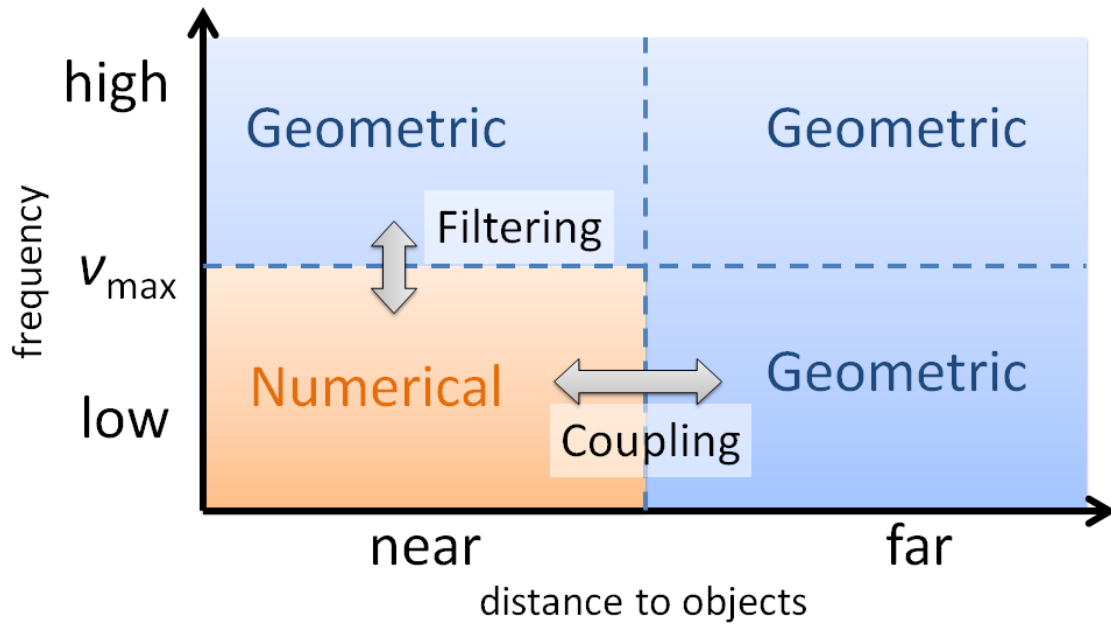 high
Geometric
Geometric
Filtering
frequency
νmax
Numerical
Geometric
low
Coupling
near
far
distance to objects